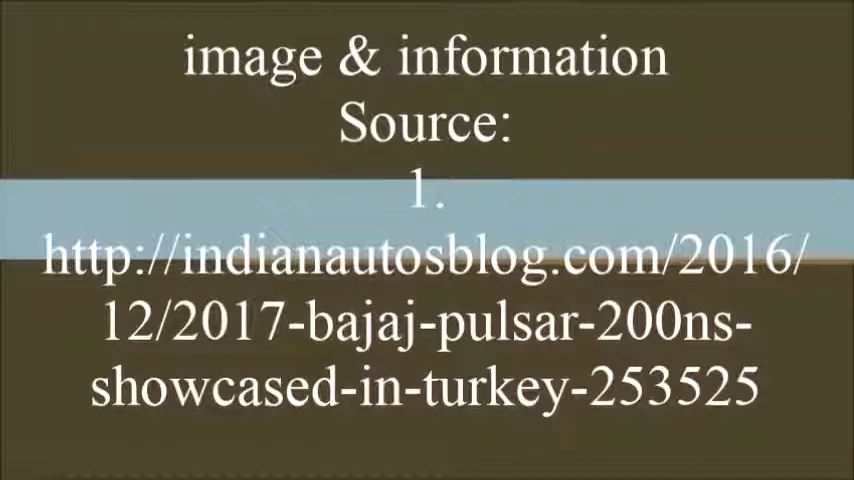 image & information
Source:
1.
http://indianautosblog.com/2016/
12/2017-bajaj-pulsar-200ns-
showcased-in-turkey-253525